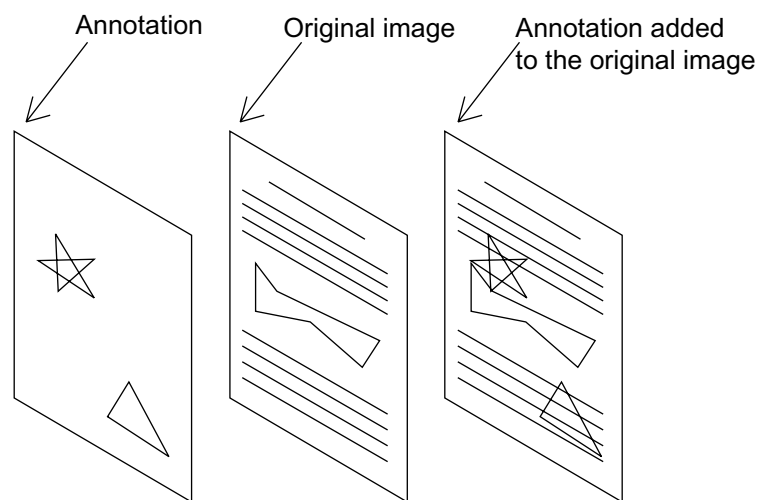 Annotation
Original image
Annotation added
to the original image